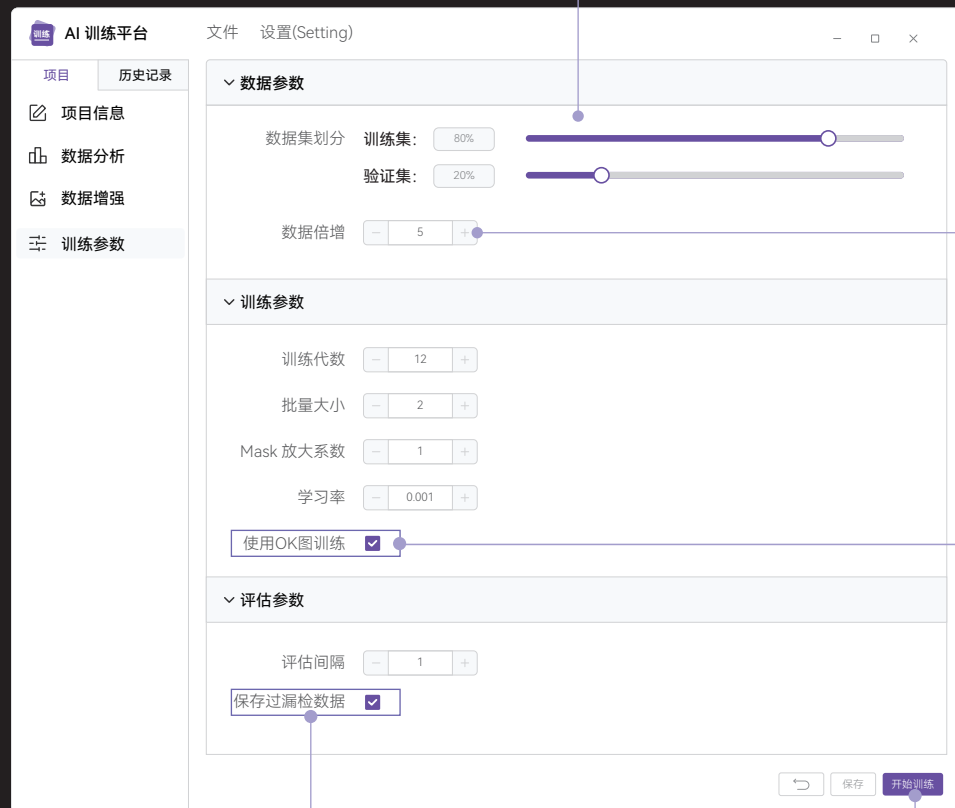 训练 AI 训练平台 文件 设置(Setting)
项目 历史记录
项目信息
数据分析
数据增强
训练参数
数据参数
数据集划分 训练集： 80%
验证集： 20%
数据倍增 − 5 +
训练参数
训练代数 − 12 +
批量大小 − 2 +
Mask 放大系数 − 1 +
学习率 − 0.001 +
使用OK图训练
评估参数
评估间隔 − 1 +
保存过漏检数据
保存 开始训练